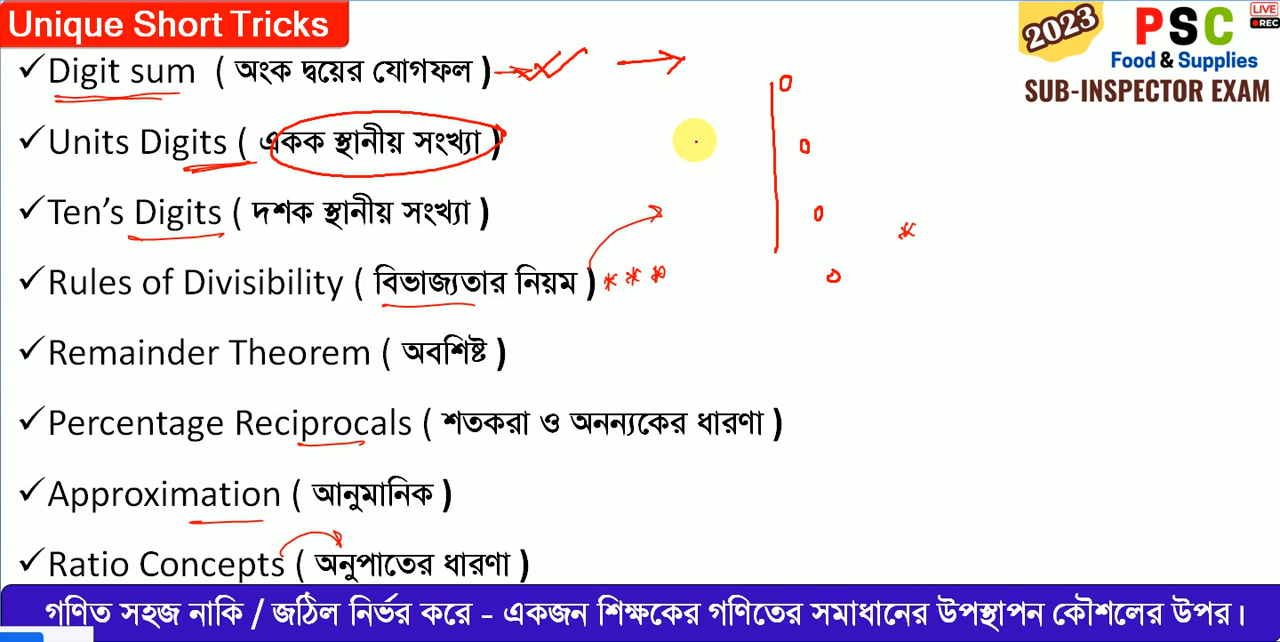 Unique Short Tricks
LIVE
REC
2023 PSC
Food & Supplies
SUB-INSPECTOR EXAM
✓Digit sum ( অংক দ্বয়ের যোগফল )
✓Units Digits ( একক স্থানীয় সংখ্যা )
✓Ten's Digits ( দশক স্থানীয় সংখ্যা )
✓Rules of Divisibility ( বিভাজ্যতার নিয়ম ) * * *
✓Remainder Theorem ( অবশিষ্ট )
✓Percentage Reciprocals ( শতকরা ও অনন্যকের ধারণা )
✓Approximation ( আনুমানিক )
✓Ratio Concepts ( অনুপাতের ধারণা )
গণিত সহজ নাকি / জঠিল নির্ভর করে - একজন শিক্ষকের গণিতের সমাধানের উপস্থাপন কৌশলের উপর।